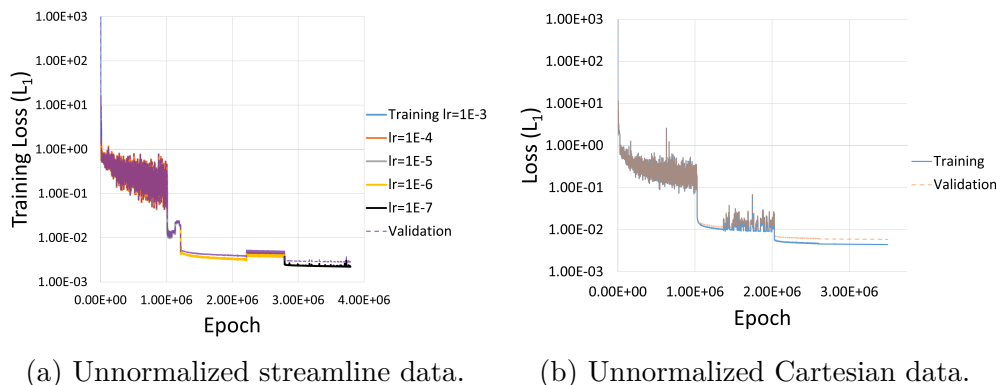 1.00E+03
1.00E+02
1.00E+01
1.00E+00
1.00E-01
1.00E-02
1.00E-03
Training Loss (L1)
0.00E+00 1.00E+06 2.00E+06 3.00E+06 4.00E+06
Epoch
Training lr=1E-3
lr=1E-4
lr=1E-5
lr=1E-6
lr=1E-7
Validation
(a) Unnormalized streamline data.
1.00E+03
1.00E+02
1.00E+01
1.00E+00
1.00E-01
1.00E-02
1.00E-03
Loss (L1)
0.00E+00 1.00E+06 2.00E+06 3.00E+06
Epoch
Training
Validation
(b) Unnormalized Cartesian data.